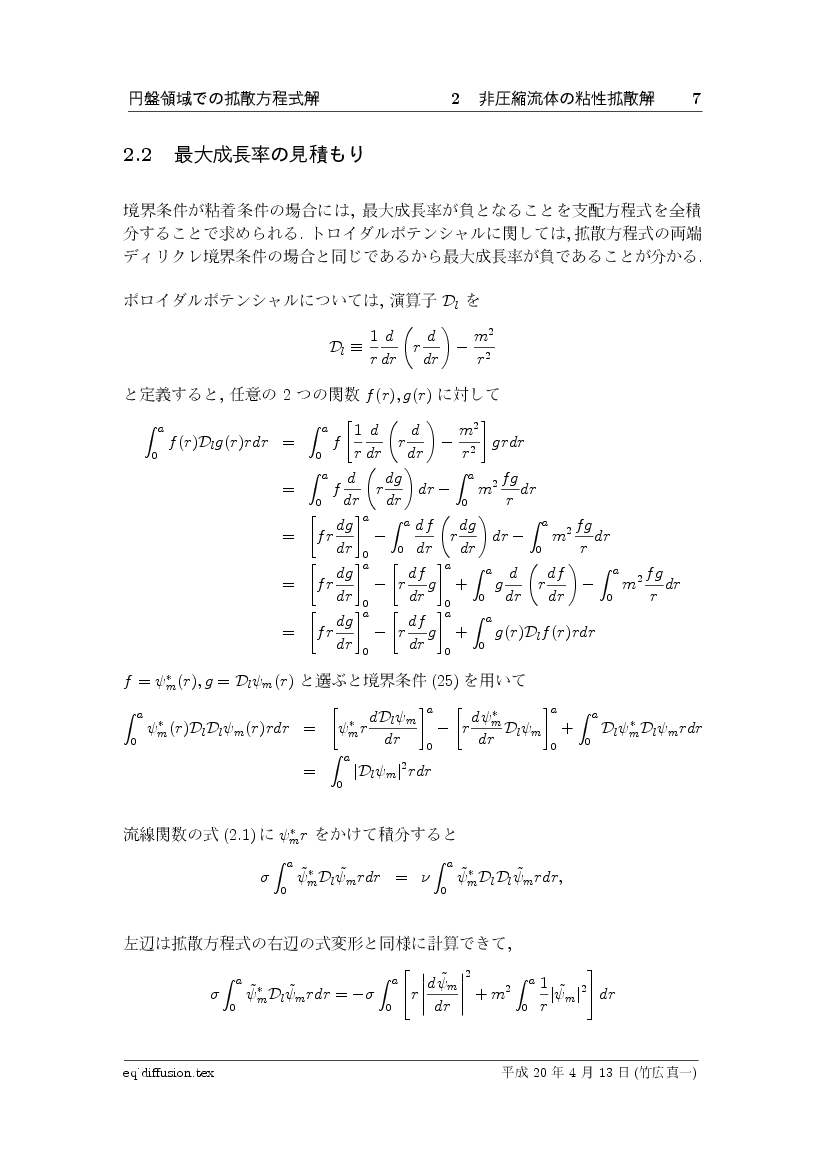 円盤領域での拡散方程式解 2 非圧縮流体の粘性拡散解 7
2.2 最大成長率の見積もり
境界条件が粘着条件の場合には, 最大成長率が負となることを支配方程式を全積
分することで求められる. トロイダルポテンシャルに関しては, 拡散方程式の両端
ディリクレ境界条件の場合と同じであるから最大成長率が負であることが分かる.
ポロイダルポテンシャルについては, 演算子 $\mathcal{D}_l$ を
$\mathcal{D}_l \equiv \frac{1}{r}\frac{d}{dr}\left(r\frac{d}{dr}\right) - \frac{m^2}{r^2}$
と定義すると, 任意の 2 つの関数 $f(r), g(r)$ に対して
$\int_0^a f(r)\mathcal{D}_l g(r)rdr = \int_0^a f\left[\frac{1}{r}\frac{d}{dr}\left(r\frac{d}{dr}\right) - \frac{m^2}{r^2}\right]grdr$
$= \int_0^a f\frac{d}{dr}\left(r\frac{dg}{dr}\right)dr - \int_0^a m^2\frac{fg}{r}dr$
$= \left[fr\frac{dg}{dr}\right]_0^a - \int_0^a \frac{df}{dr}\left(r\frac{dg}{dr}\right)dr - \int_0^a m^2\frac{fg}{r}dr$
$= \left[fr\frac{dg}{dr}\right]_0^a - \left[r\frac{df}{dr}g\right]_0^a + \int_0^a g\frac{d}{dr}\left(r\frac{df}{dr}\right) - \int_0^a m^2\frac{fg}{r}dr$
$= \left[fr\frac{dg}{dr}\right]_0^a - \left[r\frac{df}{dr}g\right]_0^a + \int_0^a g(r)\mathcal{D}_l f(r)rdr$
$f = \psi_m^*(r), g = \mathcal{D}_l\psi_m(r)$ と選ぶと境界条件 (25) を用いて
$\int_0^a \psi_m^*(r)\mathcal{D}_l\mathcal{D}_l\psi_m(r)rdr = \left[\psi_m^* r\frac{d\mathcal{D}_l\psi_m}{dr}\right]_0^a - \left[r\frac{d\psi_m^*}{dr}\mathcal{D}_l\psi_m\right]_0^a + \int_0^a \mathcal{D}_l\psi_m^*\mathcal{D}_l\psi_m rdr$
$= \int_0^a |\mathcal{D}_l\psi_m|^2 rdr$
流線関数の式 (2.1) に $\psi_m^* r$ をかけて積分すると
$\sigma\int_0^a \tilde{\psi}_m^*\mathcal{D}_l\tilde{\psi}_m rdr = \nu\int_0^a \tilde{\psi}_m^*\mathcal{D}_l\mathcal{D}_l\tilde{\psi}_m rdr,$
左辺は拡散方程式の右辺の式変形と同様に計算できて,
$\sigma\int_0^a \tilde{\psi}_m^*\mathcal{D}_l\tilde{\psi}_m rdr = -\sigma\int_0^a \left[r\left|\frac{d\tilde{\psi}_m}{dr}\right|^2 + m^2\int_0^a \frac{1}{r}|\tilde{\psi}_m|^2\right]dr$
eq˙diffusion.tex 平成 20 年 4 月 13 日 (竹広真一)